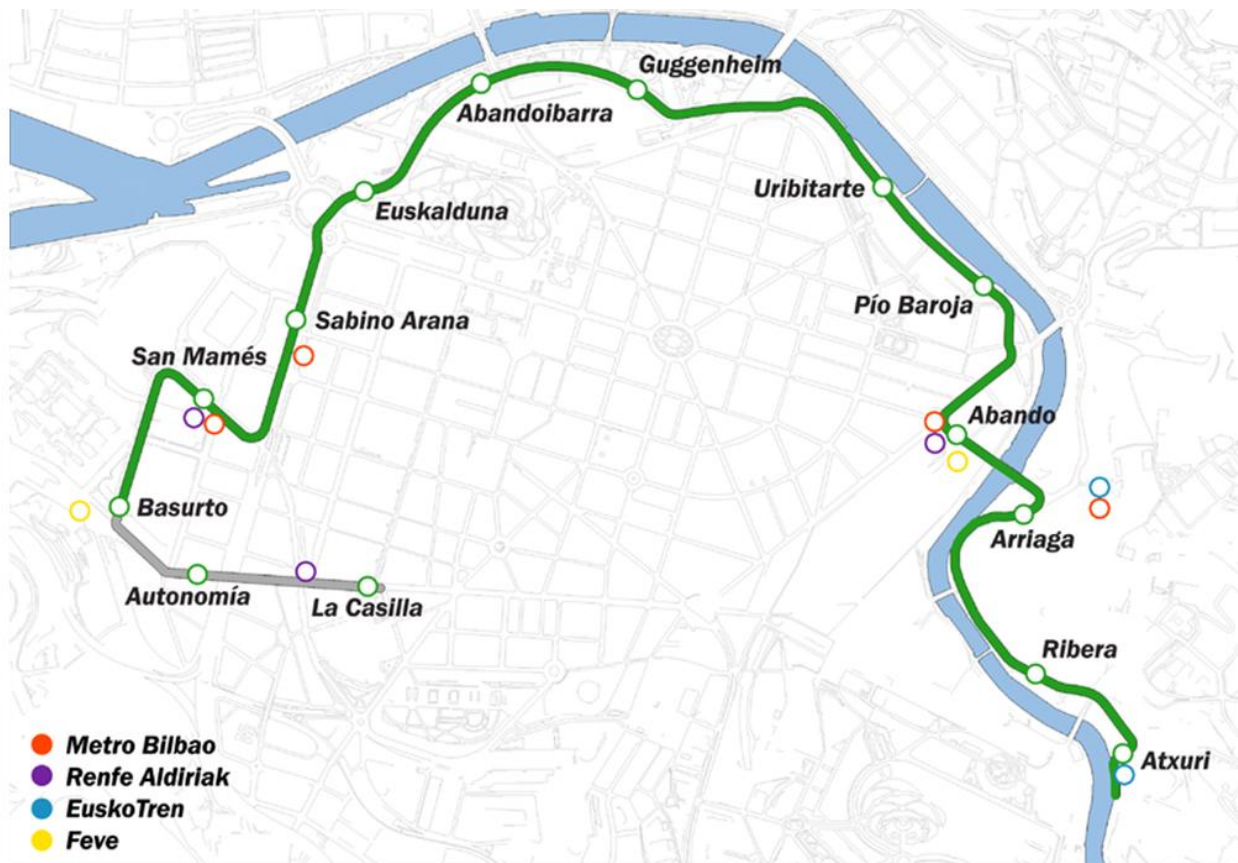 Guggenheim
Abandoibarra
Uribitarte
Euskalduna
Pío Baroja
Sabino Arana
San Mamés
Abando
Basurto
Arriaga
Autonomía
La Casilla
Ribera
Atxuri
Metro Bilbao
Renfe Aldiriak
EuskoTren
Feve